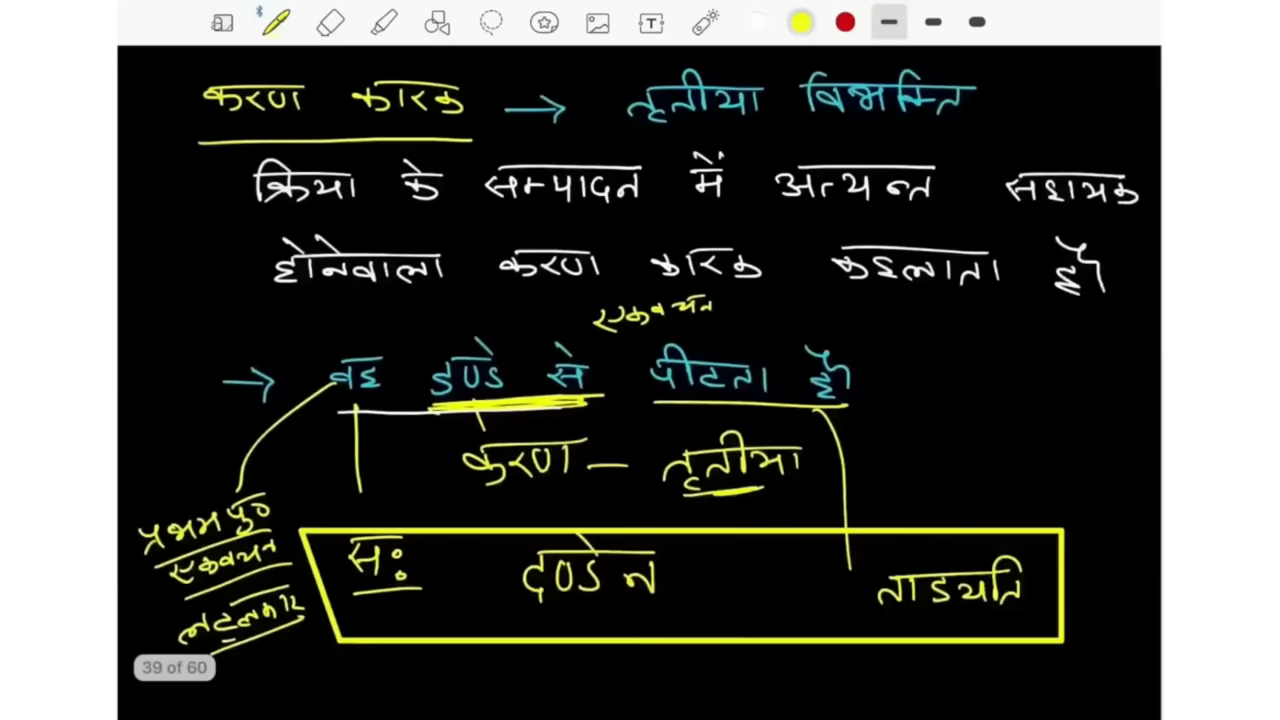 करण कारक → तृतीया विभक्ति
क्रिया के सम्पादन में अत्यन्त सहायक
होनेवाला करण कारक कहलाता है
एकवचन
→ वह डण्डे से पीटता है
करण - तृतीया
प्रथम पु०
एकवचन
लट्लकार
सः दण्डेन ताडयति
39 of 60